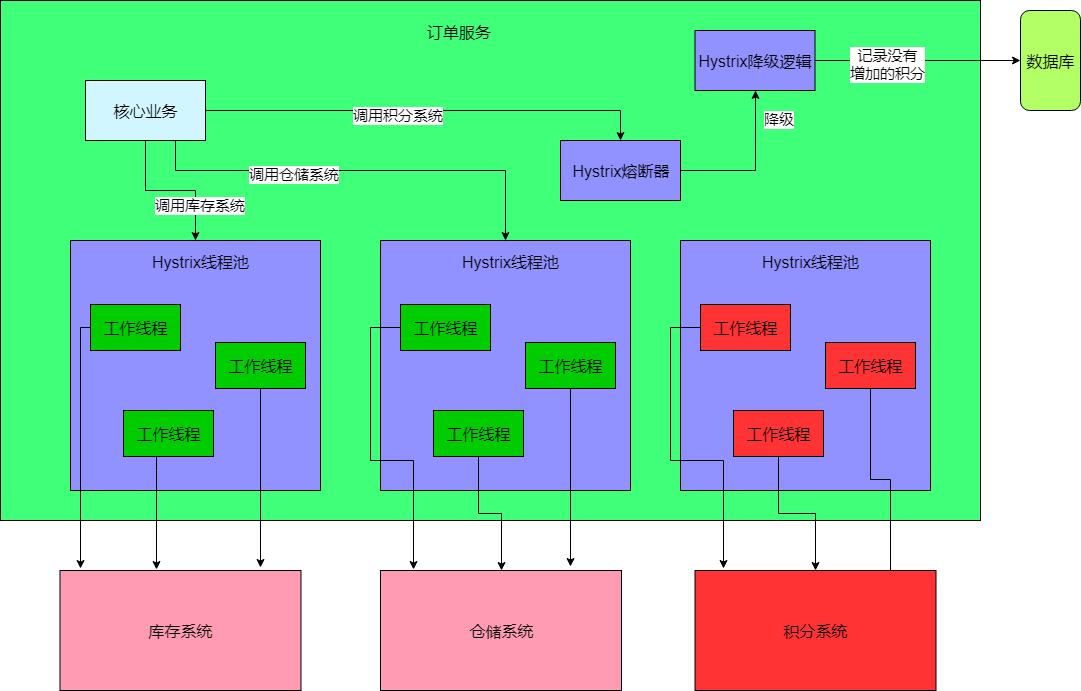 订单服务
Hystrix降级逻辑
记录没有
增加的积分
数据库
核心业务
调用积分系统
降级
Hystrix熔断器
调用仓储系统
调用库存系统
Hystrix线程池
Hystrix线程池
Hystrix线程池
工作线程
工作线程
工作线程
工作线程
工作线程
工作线程
工作线程
工作线程
工作线程
库存系统
仓储系统
积分系统